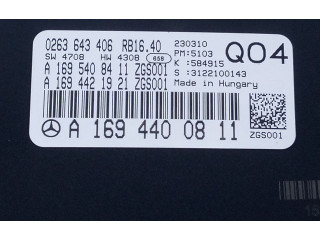 0263 643 406 RB16.40
230310
Q04
SW 4708 HW 4308 658
PM:5103
K :584915
A 169 540 84 11 ZGS001
S :3122100143
A 169 442 19 21 ZGS001
Made in Hungary
A 169 440 08 11
ZGS001